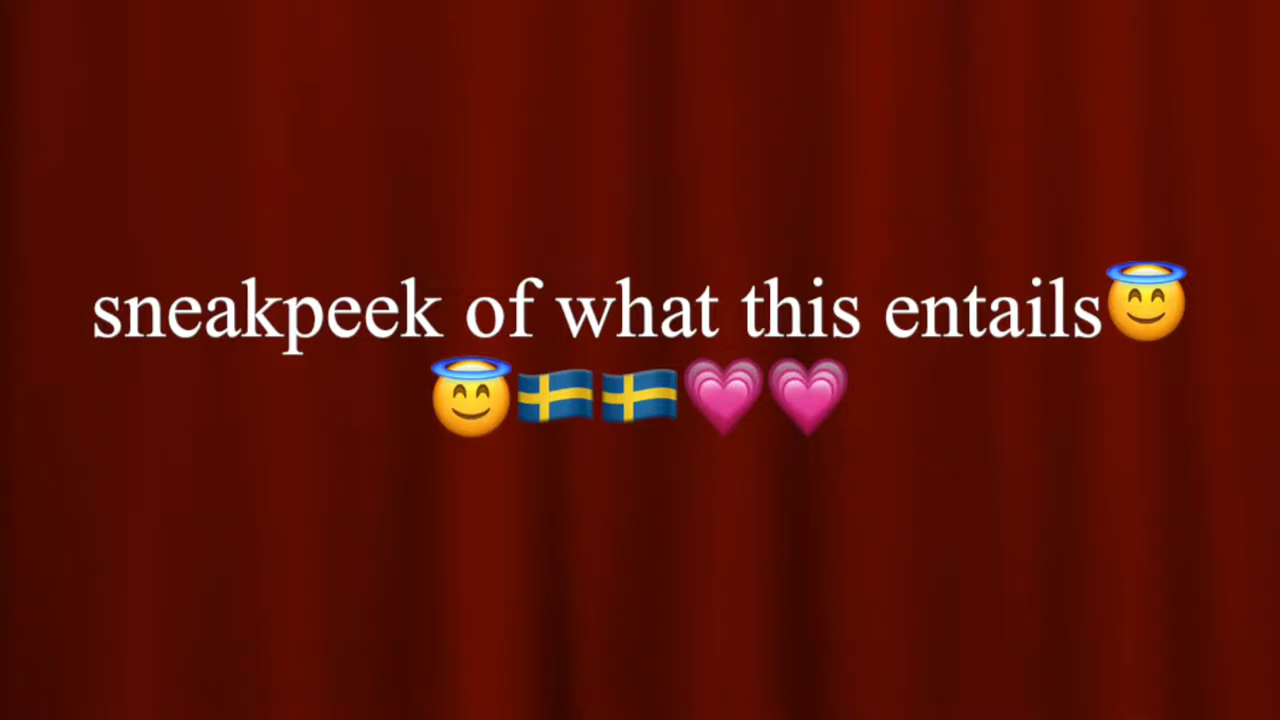 sneakpeek of what this entails😇
😇🇸🇪🇸🇪💗💗